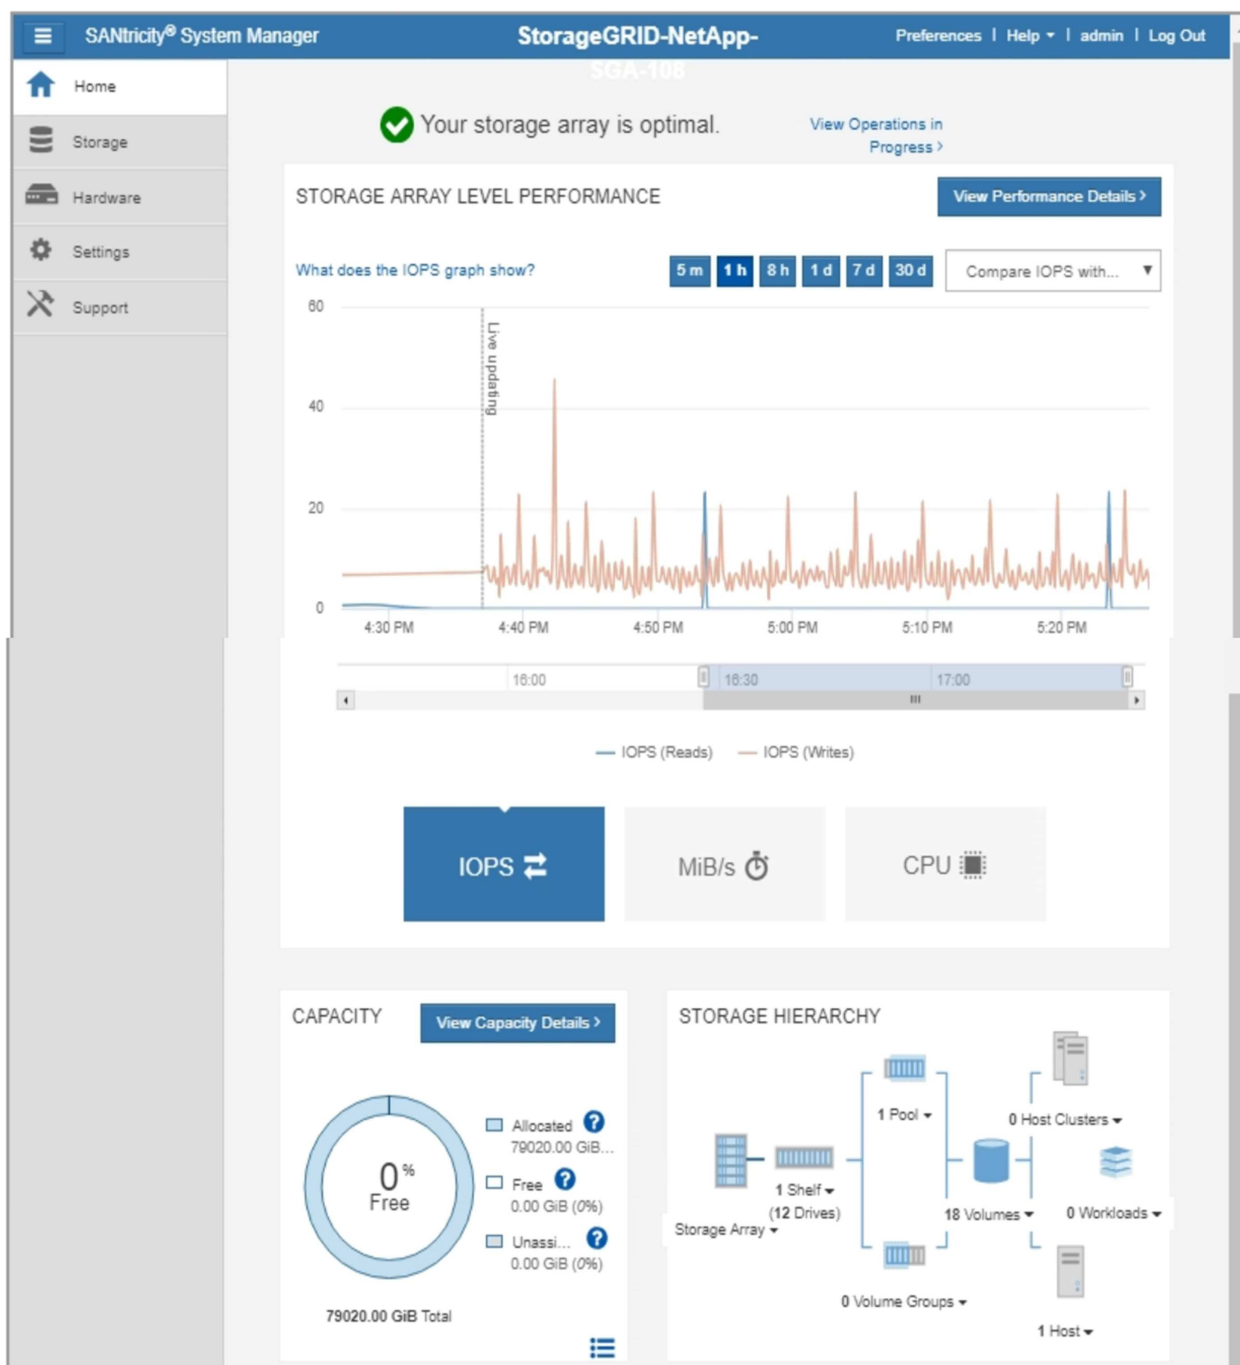 SANtricity® System Manager
StorageGRID-NetApp-
SGA-108
Preferences | Help | admin | Log Out
Home
Storage
Hardware
Settings
Support
Your storage array is optimal.
View Operations in
Progress >
STORAGE ARRAY LEVEL PERFORMANCE
View Performance Details >
What does the IOPS graph show?
5 m 1 h 8 h 1 d 7 d 30 d
Compare IOPS with...
60
40
20
0
Live updating
4:30 PM 4:40 PM 4:50 PM 5:00 PM 5:10 PM 5:20 PM
16:00 16:30 17:00
IOPS (Reads) IOPS (Writes)
IOPS
MiB/s
CPU
CAPACITY
View Capacity Details >
0%
Free
Allocated
79020.00 GiB...
Free
0.00 GiB (0%)
Unassi...
0.00 GiB (0%)
79020.00 GiB Total
STORAGE HIERARCHY
Storage Array
1 Shelf
(12 Drives)
1 Pool
0 Volume Groups
18 Volumes
0 Host Clusters
0 Workloads
1 Host